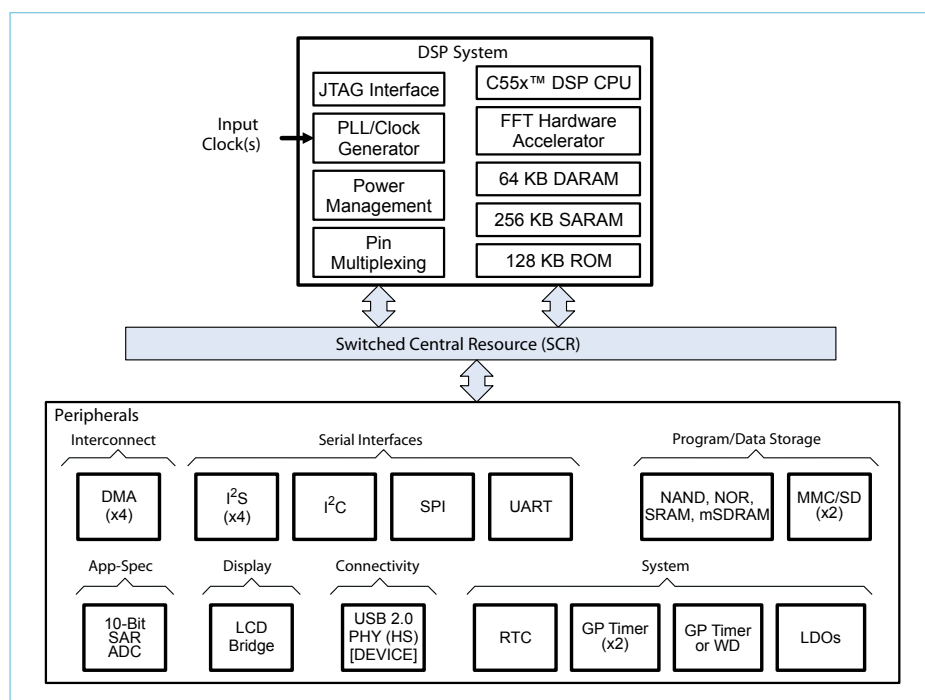 DSP System
JTAG Interface
C55x™ DSP CPU
Input
Clock(s)
PLL/Clock
Generator
FFT Hardware
Accelerator
Power
Management
64 KB DARAM
256 KB SARAM
Pin
Multiplexing
128 KB ROM
Switched Central Resource (SCR)
Peripherals
Interconnect
Serial Interfaces
Program/Data Storage
DMA
(x4)
I²S
(x4)
I²C
SPI
UART
NAND, NOR,
SRAM, mSDRAM
MMC/SD
(x2)
App-Spec
Display
Connectivity
System
10-Bit
SAR
ADC
LCD
Bridge
USB 2.0
PHY (HS)
[DEVICE]
RTC
GP Timer
(x2)
GP Timer
or WD
LDOs